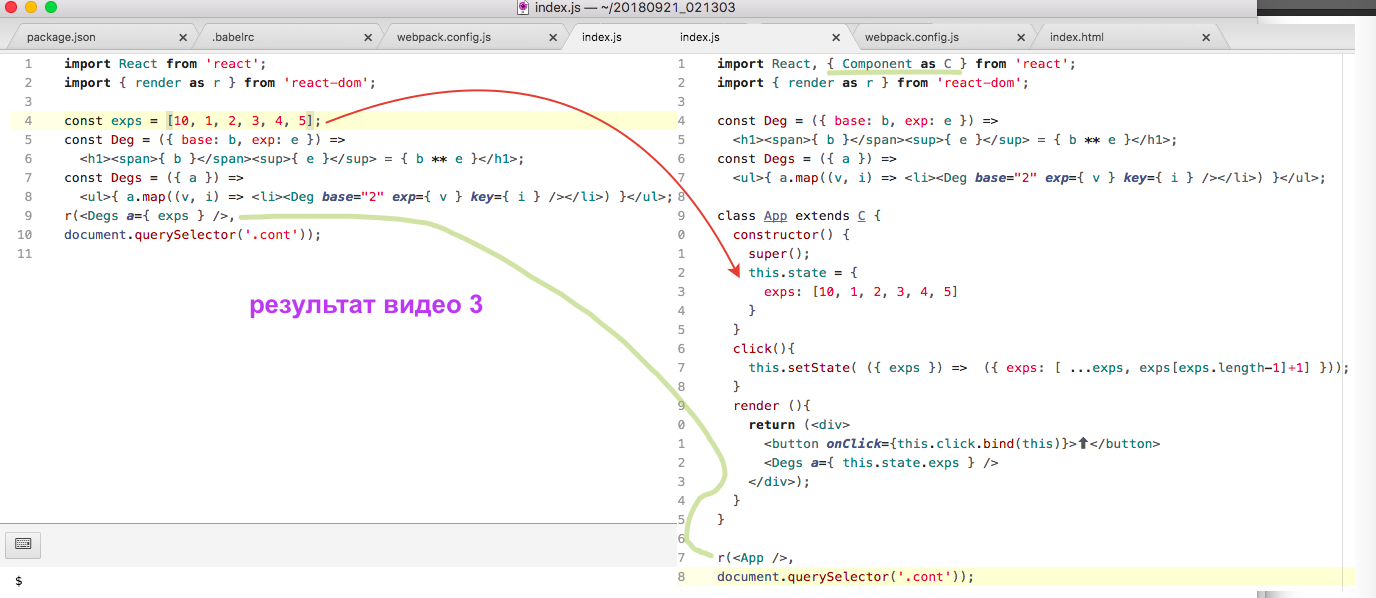 index.js — ~/20180921_021303
package.json × .babelrc × webpack.config.js × index.js index.js × webpack.config.js × index.html ×
1 import React from 'react';
2 import { render as r } from 'react-dom';
3
4 const exps = [10, 1, 2, 3, 4, 5];
5 const Deg = ({ base: b, exp: e }) =>
6 <h1><span>{ b }</span><sup>{ e }</sup> = { b ** e }</h1>;
7 const Degs = ({ a }) =>
8 <ul>{ a.map((v, i) => <li><Deg base="2" exp={ v } key={ i } /></li>) }</ul>;
9 r(<Degs a={ exps } />,
10 document.querySelector('.cont'));
11
результат видео 3
$
1 import React, { Component as C } from 'react';
2 import { render as r } from 'react-dom';
3
4 const Deg = ({ base: b, exp: e }) =>
5 <h1><span>{ b }</span><sup>{ e }</sup> = { b ** e }</h1>;
6 const Degs = ({ a }) =>
7 <ul>{ a.map((v, i) => <li><Deg base="2" exp={ v } key={ i } /></li>) }</ul>;
8
9 class App extends C {
0 constructor() {
1 super();
2 this.state = {
3 exps: [10, 1, 2, 3, 4, 5]
4 }
5 }
6 click(){
7 this.setState( ({ exps }) => ({ exps: [ ...exps, exps[exps.length-1]+1] }));
8 }
9 render (){
0 return (<div>
1 <button onClick={this.click.bind(this)}>⬆</button>
2 <Degs a={ this.state.exps } />
3 </div>);
4 }
5 }
6
7 r(<App />,
8 document.querySelector('.cont'));